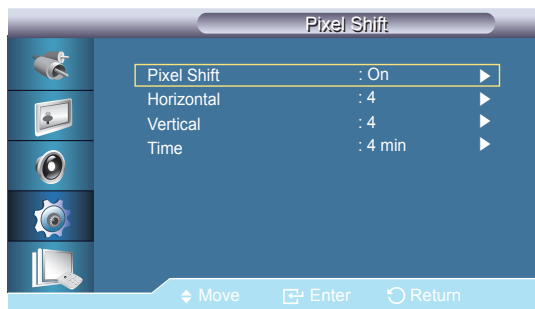 Pixel Shift
Pixel Shift : On
Horizontal : 4
Vertical : 4
Time : 4 min
Move Enter Return